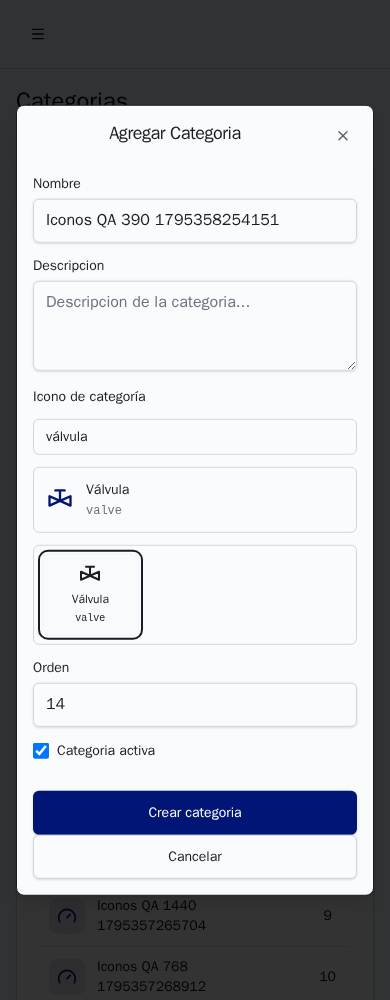 Categorias
Agregar Categoria
Nombre
Iconos QA 390 1795358254151
Descripcion
Descripcion de la categoria...
Icono de categoría
válvula
Válvula
valve
Válvula
valve
Orden
14
Categoria activa
Crear categoria
Cancelar
Iconos QA 1440
1795357265704
9
Iconos QA 768
1795357268912
10